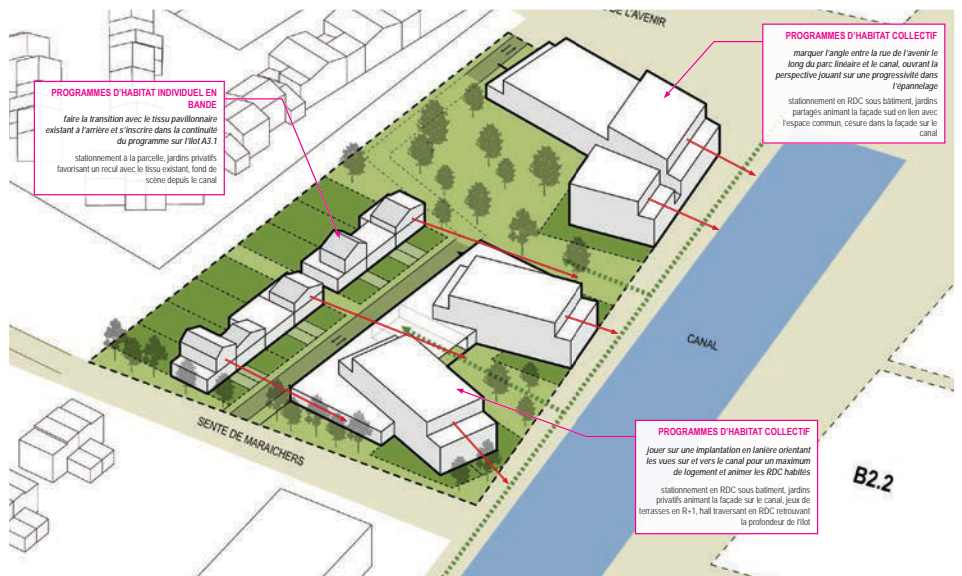 DE L'AVENIR
PROGRAMMES D'HABITAT COLLECTIF
marquer l'angle entre la rue de l'avenir le
long du parc linéaire et le canal, ouvrant la
perspective jouant sur une progressivité dans
l'épannelage
stationnement en RDC sous bâtiment, jardins
partagés animant la façade sud en lien avec
l'espace commun, césure dans la façade sur le
canal
PROGRAMMES D'HABITAT INDIVIDUEL EN
BANDE
faire la transition avec le tissu pavillonnaire
existant à l'arrière et s'inscrire dans la continuité
du programme sur l'ilot A3.1
stationnement à la parcelle, jardins privatifs
favorisant un recul avec le tissu existant, fond de
scène depuis le canal
CANAL
SENTE DE MARAICHERS
PROGRAMMES D'HABITAT COLLECTIF
jouer sur une implantation en lanière orientant
les vues sur et vers le canal pour un maximum
de logement et animer les RDC habités
stationnement en RDC sous batiment, jardins
privatifs animant la façade sur le canal, jeux de
terrasses en R+1, hall traversant en RDC retrouvant
la profondeur de l'ilot
B2.2